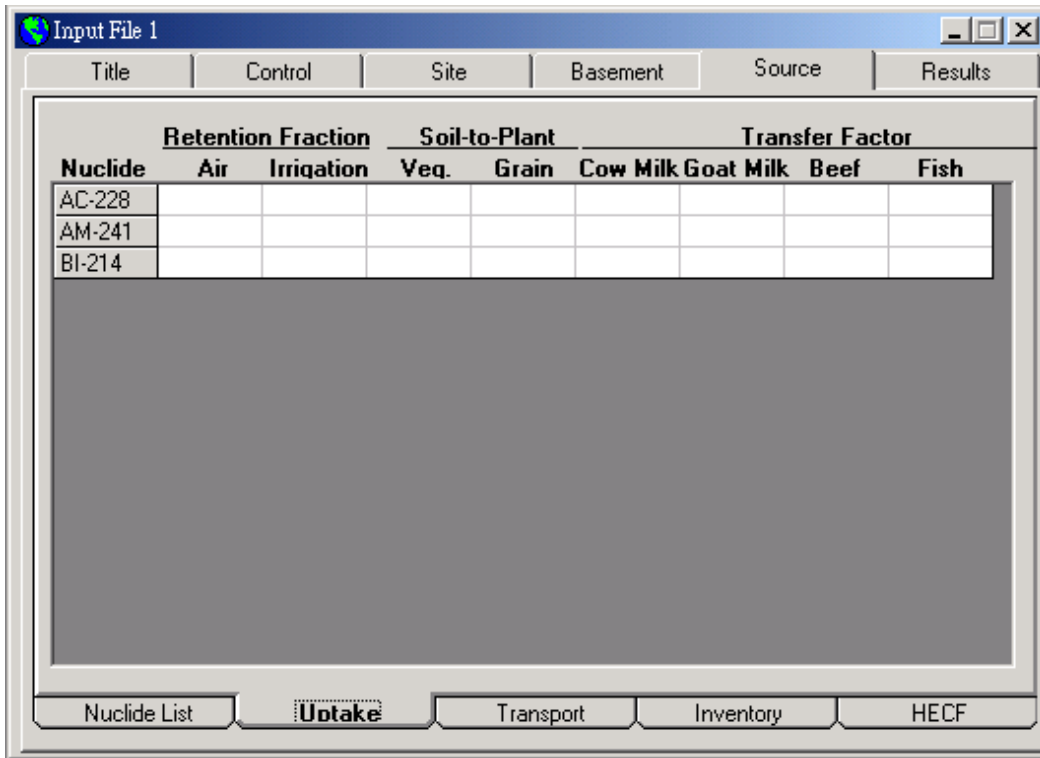 Input File 1
Title Control Site Basement Source Results
Retention Fraction Soil-to-Plant Transfer Factor
Nuclide Air Irrigation Veg. Grain Cow Milk Goat Milk Beef Fish
AC-228
AM-241
BI-214
Nuclide List Uptake Transport Inventory HECF